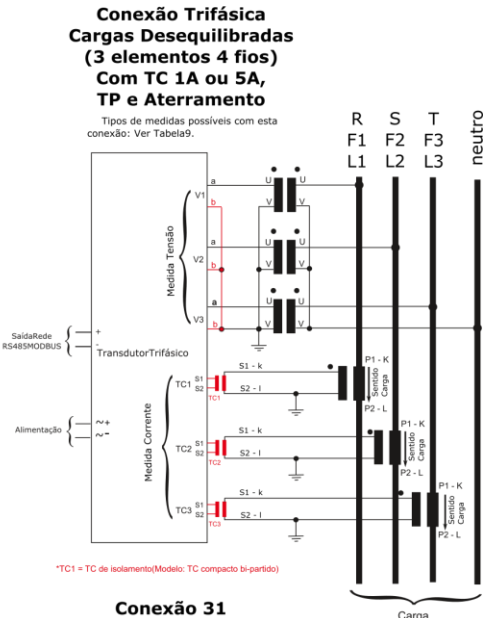 Conexão Trifásica
Cargas Desequilibradas
(3 elementos 4 fios)
Com TC 1A ou 5A,
TP e Aterramento
Tipos de medidas possíveis com esta
conexão: Ver Tabela9.
R S T
F1 F2 F3
L1 L2 L3
neutro
a U U
V1
b V V
a U U
V2
b V V
a U U
V3
b V V
Medida Tensão
SaídaRede
RS485MODBUS
+
-
TransdutorTrifásico
Alimentação
~+
~-
Medida Corrente
TC1 S1 S1 - k
S2 S2 - l
TC1
P1 - K
Sentido
Carga
P2 - L
TC2 S1 S1 - k
S2 S2 - l
TC2
P1 - K
Sentido
Carga
P2 - L
TC3 S1 S1 - k
S2 S2 - l
TC3
P1 - K
Sentido
Carga
P2 - L
*TC1 = TC de isolamento(Modelo: TC compacto bi-partido)
Conexão 31
Carga